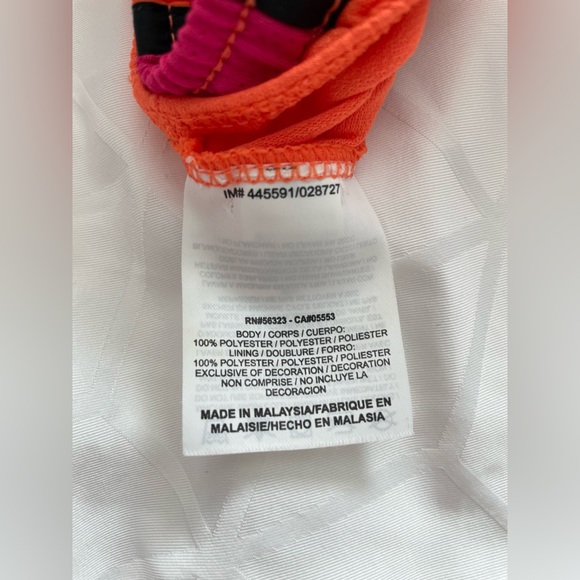 IM# 445591/028727
RN#56323 - CA#05553
BODY / CORPS / CUERPO:
100% POLYESTER / POLYESTER / POLIESTER
LINING / DOUBLURE / FORRO:
100% POLYESTER / POLYESTER / POLIESTER
EXCLUSIVE OF DECORATION / DECORATION
NON COMPRISE / NO INCLUYE LA
DECORACION
MADE IN MALAYSIA/FABRIQUE EN
MALAISIE/HECHO EN MALASIA